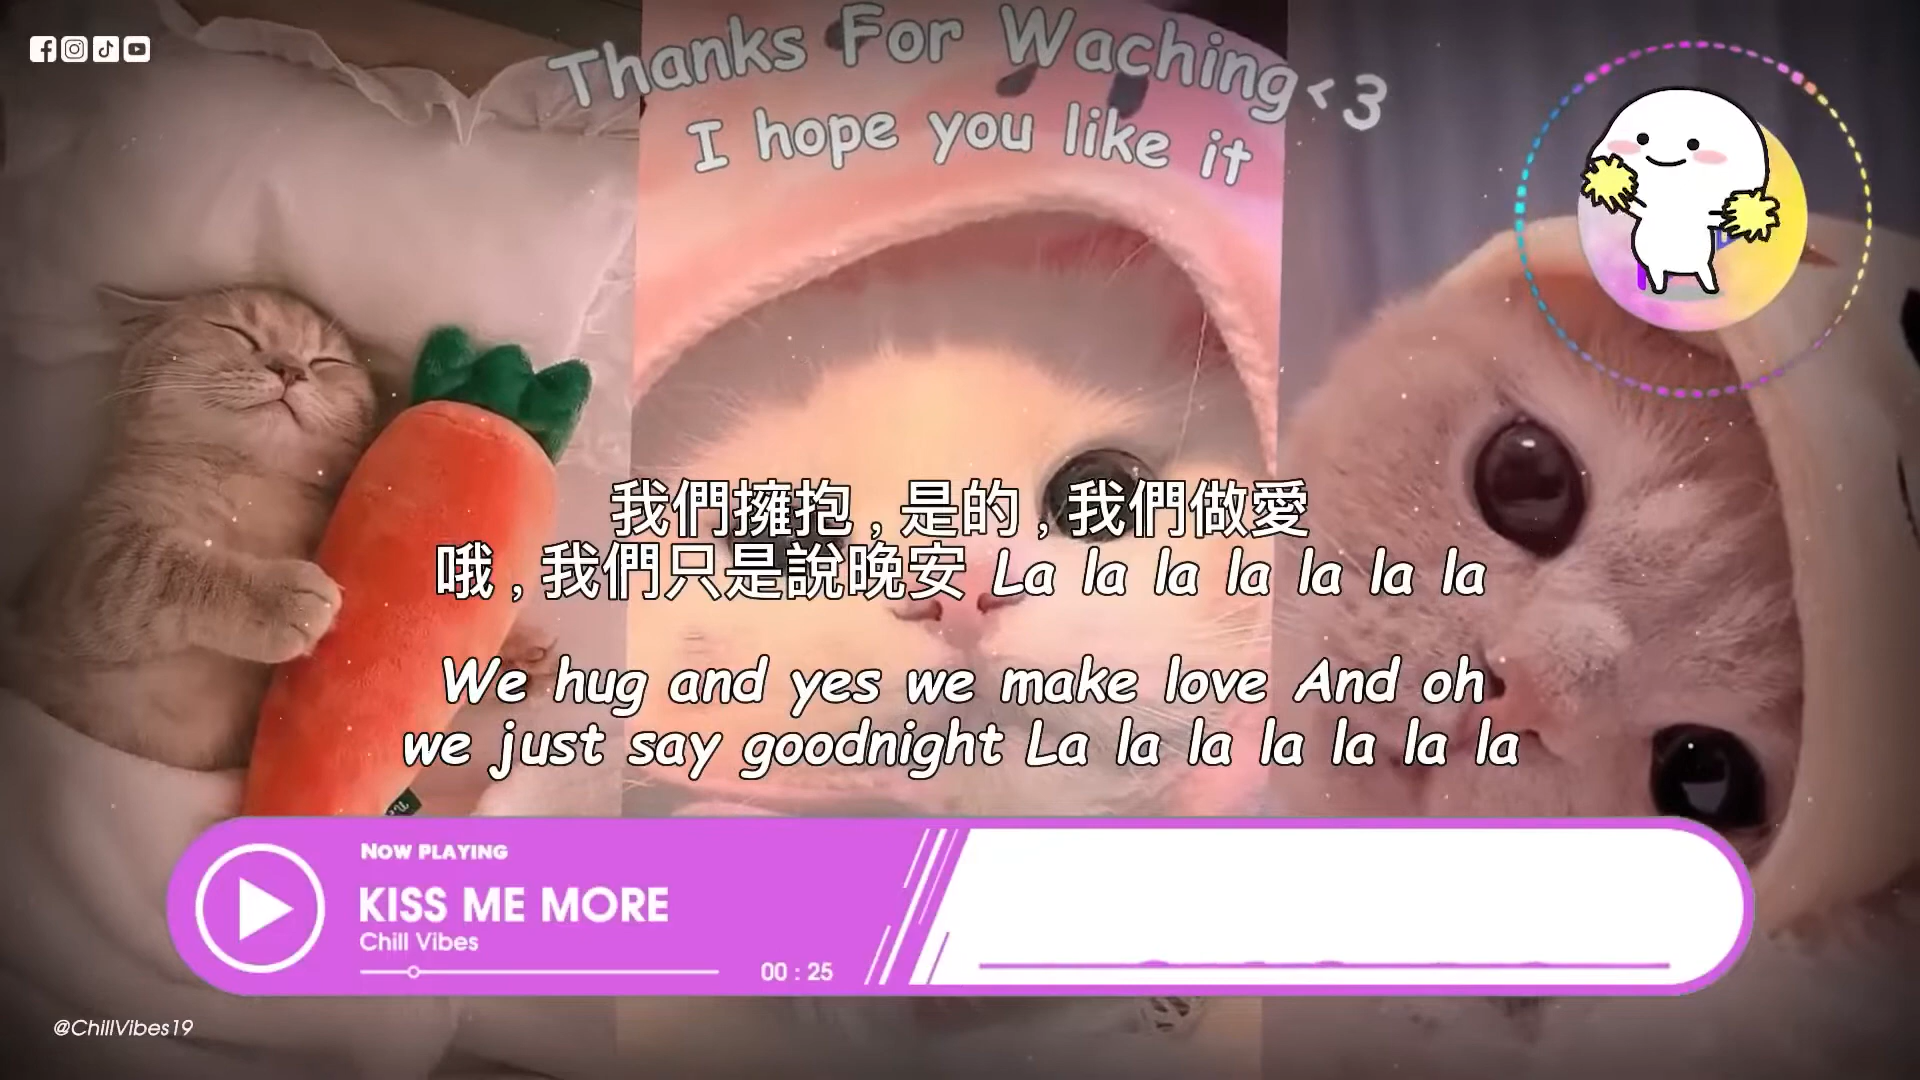 Thanks For Waching<3
I hope you like it
我們擁抱 , 是的 , 我們做愛
哦 , 我們只是說晚安 La la la la la la la
We hug and yes we make love And oh
we just say goodnight La la la la la la la
NOW PLAYING
KISS ME MORE
Chill Vibes
00 : 25
@ChillVibes19